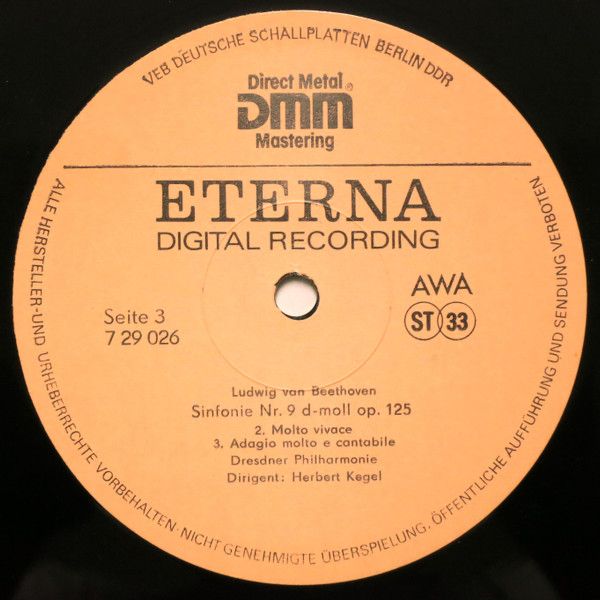 VEB DEUTSCHE SCHALLPLATTEN BERLIN DDR
Direct Metal®
DMM
Mastering
ETERNA
DIGITAL RECORDING
Seite 3
7 29 026
AWA
ST 33
Ludwig van Beethoven
Sinfonie Nr. 9 d-moll op. 125
2. Molto vivace
3. Adagio molto e cantabile
Dresdner Philharmonie
Dirigent: Herbert Kegel
ALLE HERSTELLER- UND URHEBERRECHTE VORBEHALTEN · NICHT GENEHMIGTE ÜBERSPIELUNG, ÖFFENTLICHE AUFFÜHRUNG UND SENDUNG VERBOTEN